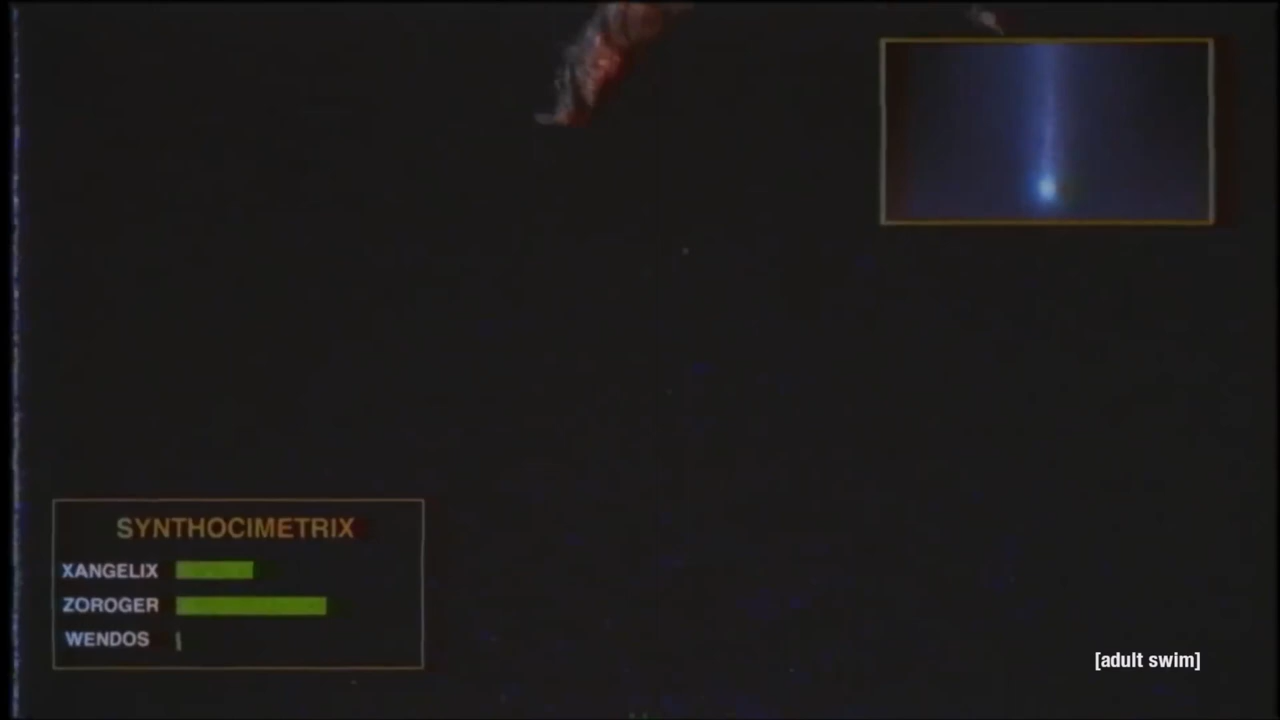 SYNTHOCIMETRIX
XANGELIX
ZOROGER
WENDOS
[adult swim]